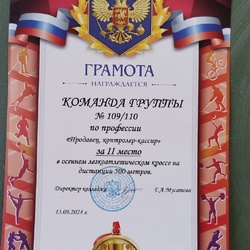 ГРАМОТА
НАГРАЖДАЕТСЯ
КОМАНДА ГРУППЫ
№ 109/110
по профессии
«Продавец, контролер-кассир»
за II место
в осеннем легкоатлетическом кроссе на
дистанции 500 метров.
Директор колледжа Г.А.Мусатова
13.09.2024 г.